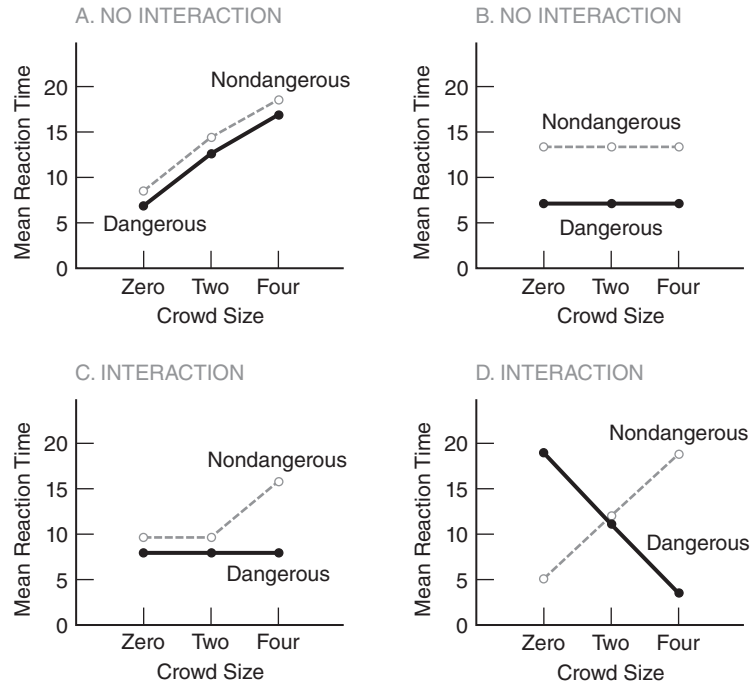 A. NO INTERACTION
Mean Reaction Time
20
15
10
5
0
Nondangerous
Dangerous
Zero Two Four
Crowd Size
B. NO INTERACTION
Mean Reaction Time
20
15
10
5
0
Nondangerous
Dangerous
Zero Two Four
Crowd Size
C. INTERACTION
Mean Reaction Time
20
15
10
5
0
Nondangerous
Dangerous
Zero Two Four
Crowd Size
D. INTERACTION
Mean Reaction Time
20
15
10
5
0
Nondangerous
Dangerous
Zero Two Four
Crowd Size